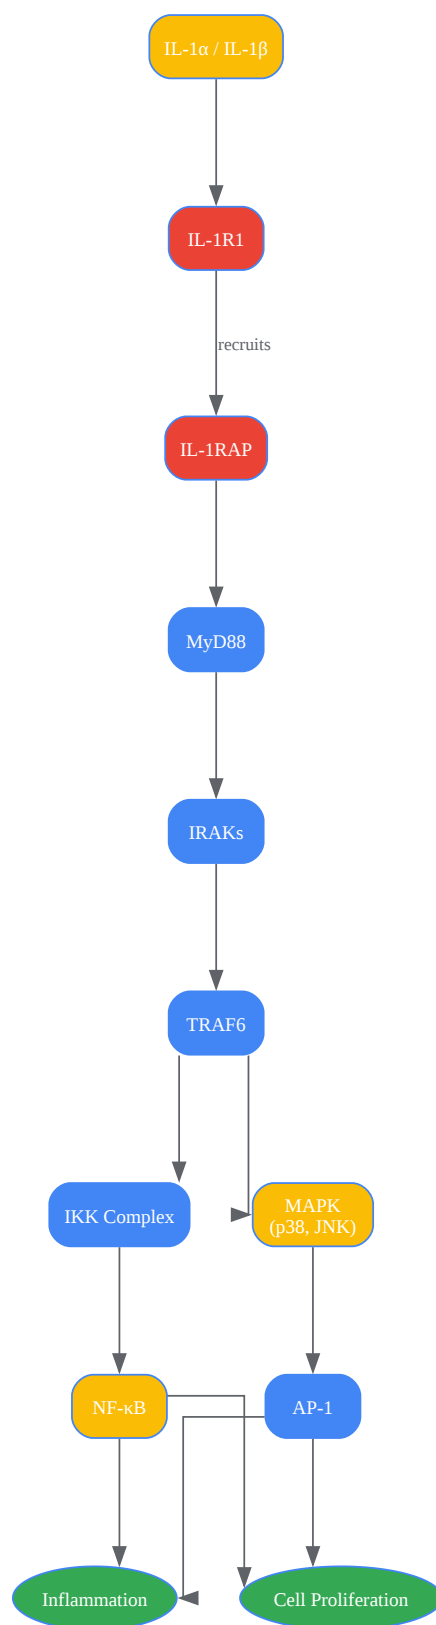 IL-1α / IL-1β
IL-1R1
recruits
IL-1RAP
MyD88
IRAKs
TRAF6
IKK Complex
MAPK
(p38, JNK)
NF-κB
AP-1
Inflammation
Cell Proliferation